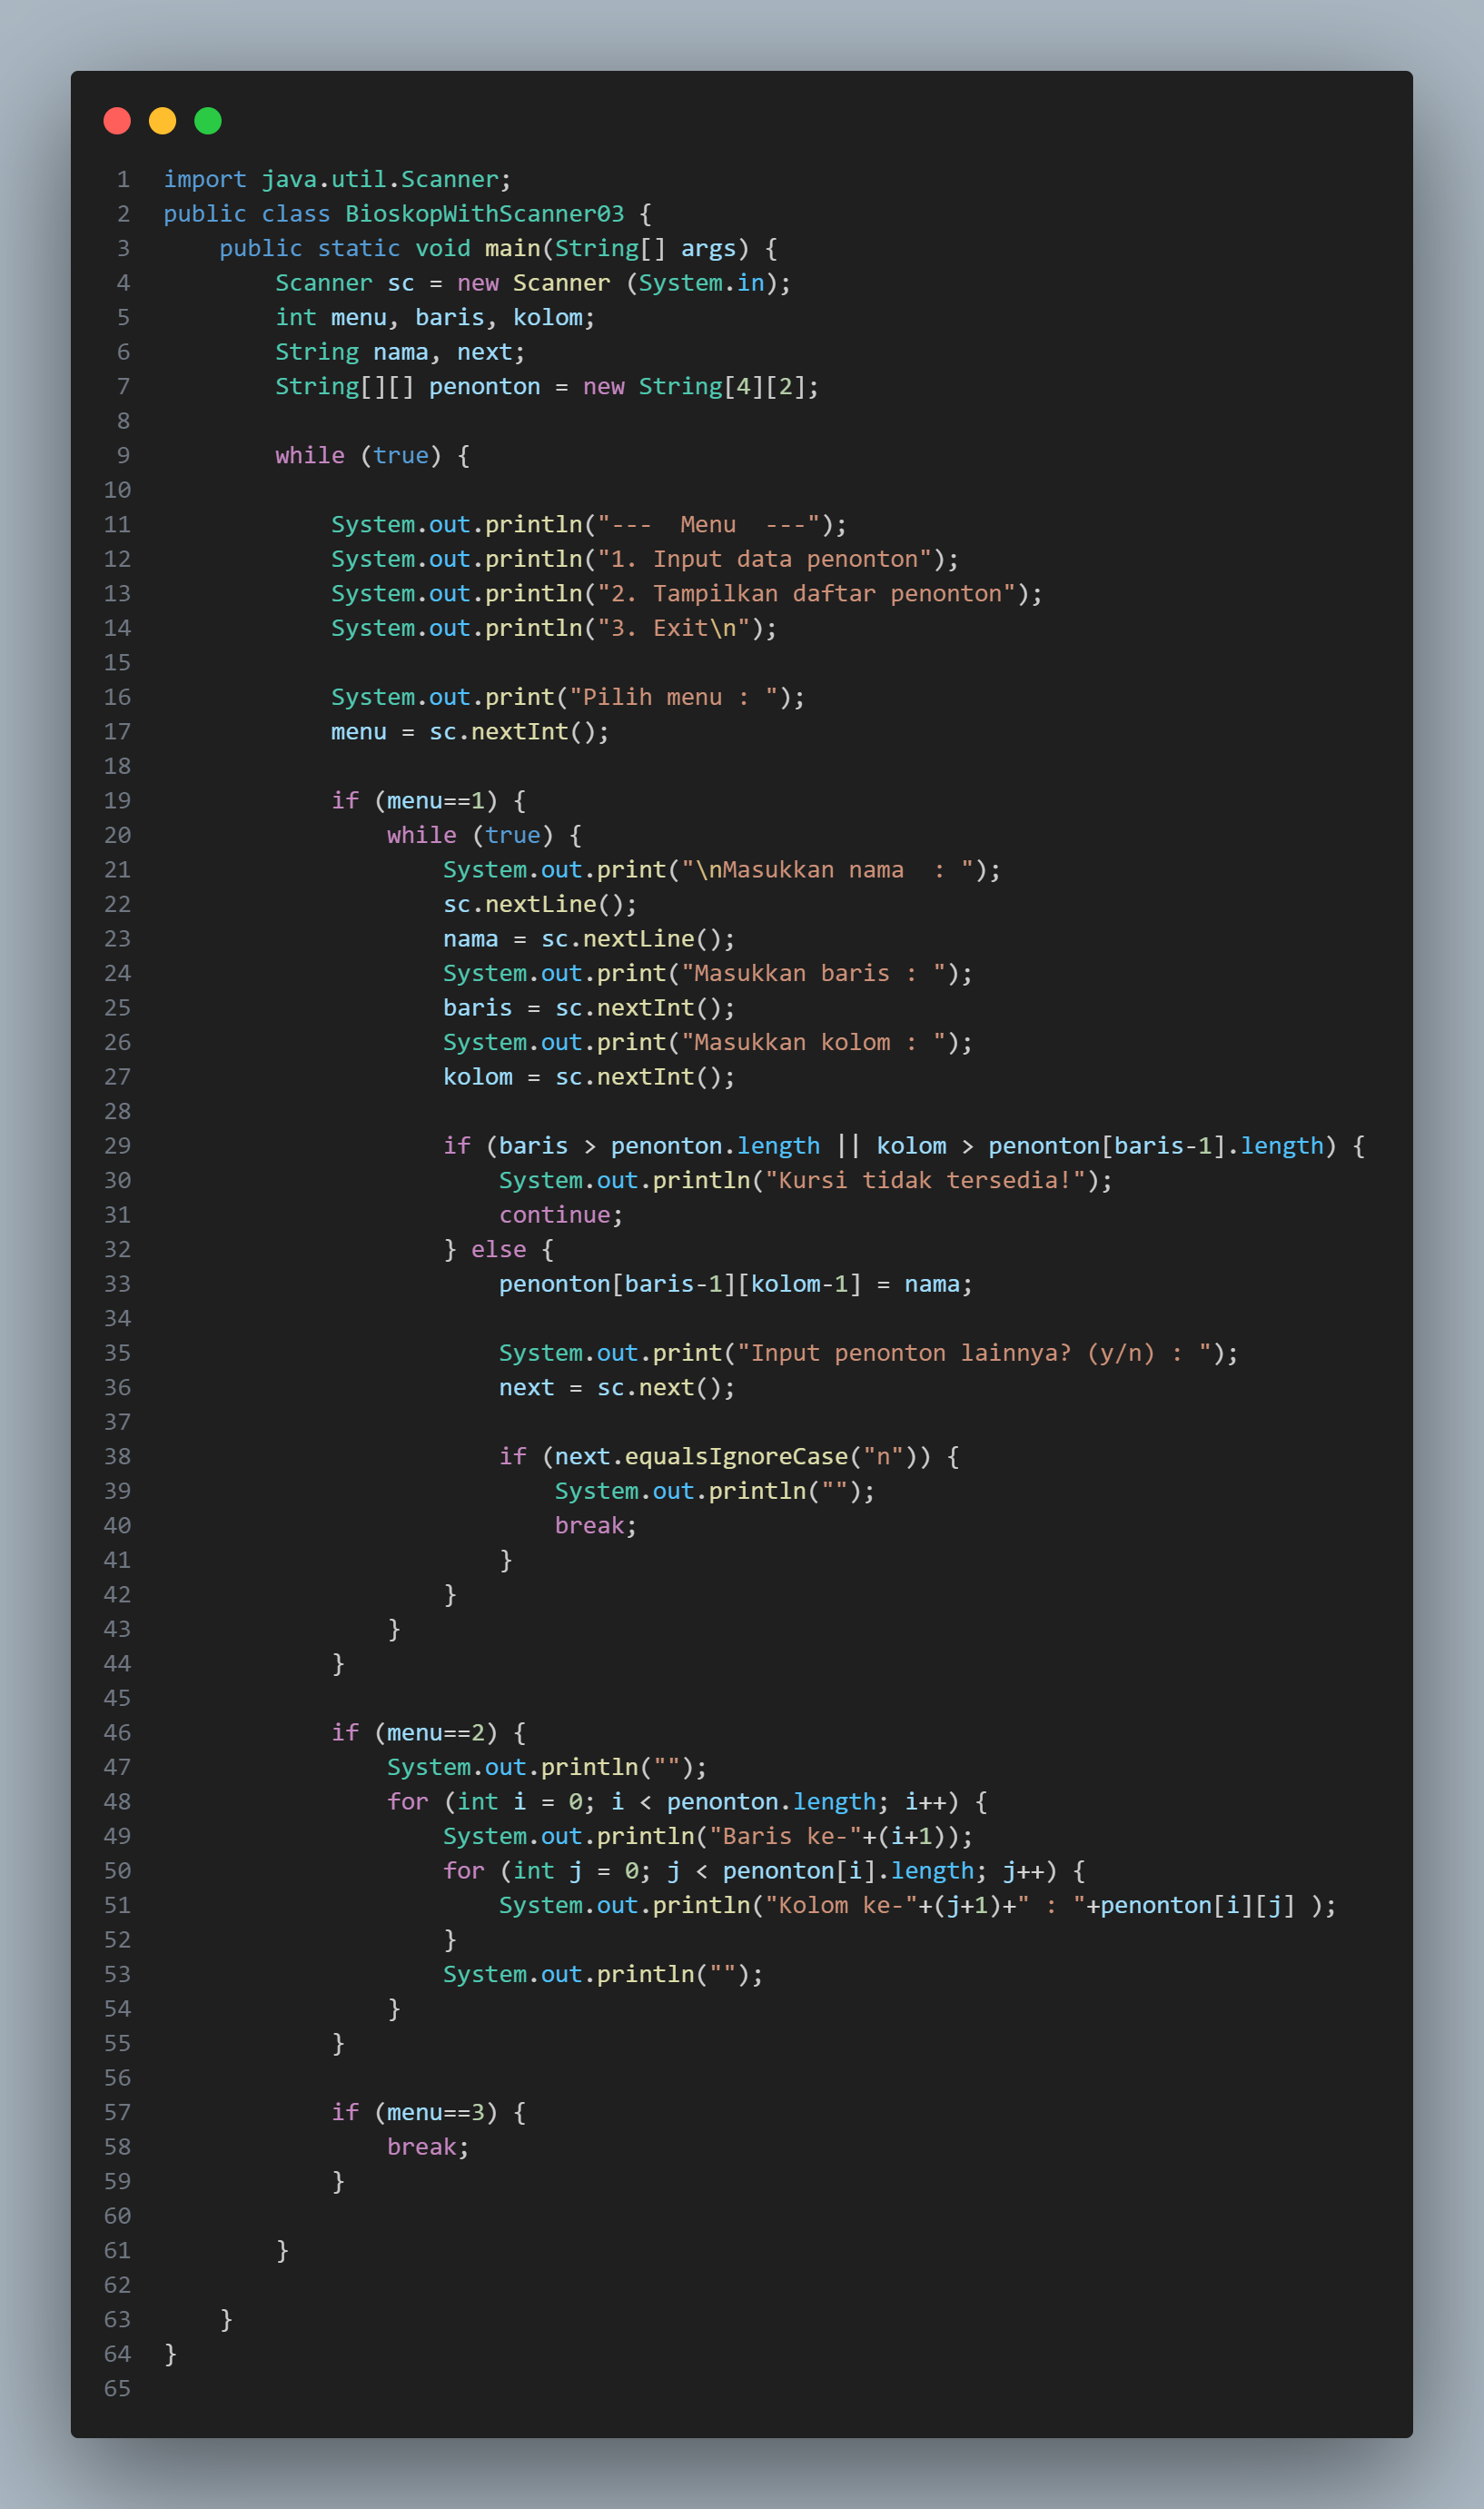 1 import java.util.Scanner;
2 public class BioskopWithScanner03 {
3     public static void main(String[] args) {
4         Scanner sc = new Scanner (System.in);
5         int menu, baris, kolom;
6         String nama, next;
7         String[][] penonton = new String[4][2];
8
9         while (true) {
10
11             System.out.println("---  Menu  ---");
12             System.out.println("1. Input data penonton");
13             System.out.println("2. Tampilkan daftar penonton");
14             System.out.println("3. Exit\n");
15
16             System.out.print("Pilih menu : ");
17             menu = sc.nextInt();
18
19             if (menu==1) {
20                 while (true) {
21                     System.out.print("\nMasukkan nama  : ");
22                     sc.nextLine();
23                     nama = sc.nextLine();
24                     System.out.print("Masukkan baris : ");
25                     baris = sc.nextInt();
26                     System.out.print("Masukkan kolom : ");
27                     kolom = sc.nextInt();
28
29                     if (baris > penonton.length || kolom > penonton[baris-1].length) {
30                         System.out.println("Kursi tidak tersedia!");
31                         continue;
32                     } else {
33                         penonton[baris-1][kolom-1] = nama;
34
35                         System.out.print("Input penonton lainnya? (y/n) : ");
36                         next = sc.next();
37
38                         if (next.equalsIgnoreCase("n")) {
39                             System.out.println("");
40                             break;
41                         }
42                     }
43                 }
44             }
45
46             if (menu==2) {
47                 System.out.println("");
48                 for (int i = 0; i < penonton.length; i++) {
49                     System.out.println("Baris ke-"+(i+1));
50                     for (int j = 0; j < penonton[i].length; j++) {
51                         System.out.println("Kolom ke-"+(j+1)+" : "+penonton[i][j] );
52                     }
53                     System.out.println("");
54                 }
55             }
56
57             if (menu==3) {
58                 break;
59             }
60
61         }
62
63     }
64 }
65